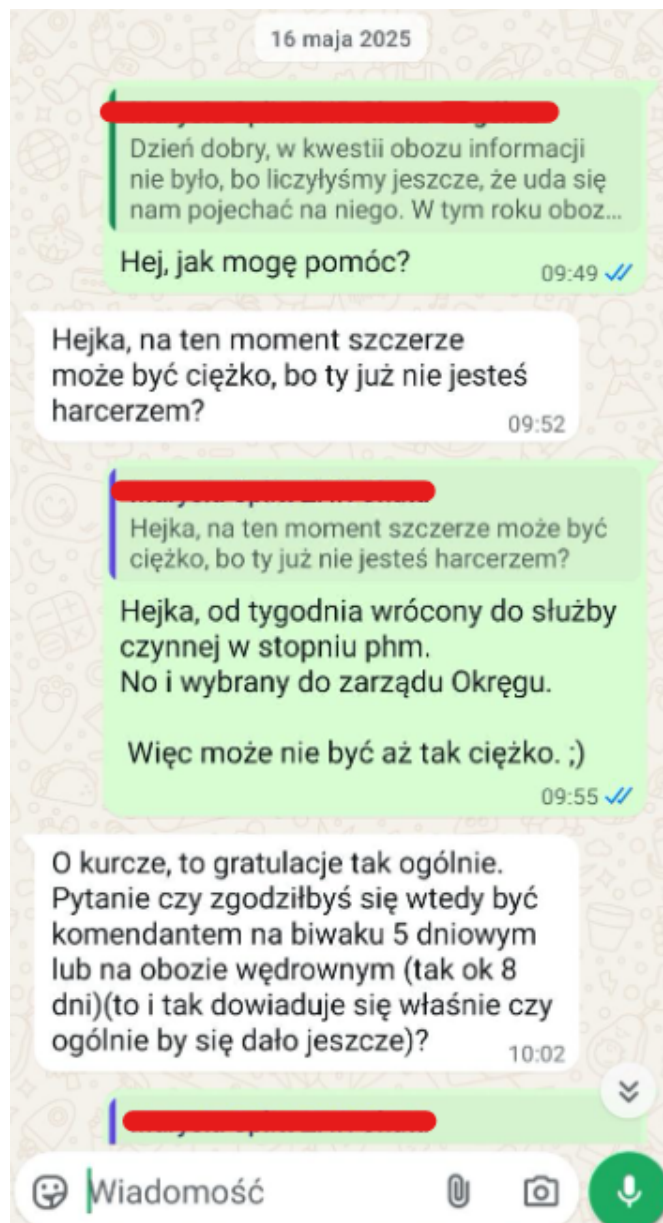 16 maja 2025
Dzień dobry, w kwestii obozu informacji
nie było, bo liczyłyśmy jeszcze, że uda się
nam pojechać na niego. W tym roku oboz...
Hej, jak mogę pomóc?
09:49
Hejka, na ten moment szczerze
może być ciężko, bo ty już nie jesteś
harcerzem?
09:52
Hejka, na ten moment szczerze może być
ciężko, bo ty już nie jesteś harcerzem?
Hejka, od tygodnia wrócony do służby
czynnej w stopniu phm.
No i wybrany do zarządu Okręgu.
Więc może nie być aż tak ciężko. ;)
09:55
O kurcze, to gratulacje tak ogólnie.
Pytanie czy zgodziłbyś się wtedy być
komendantem na biwaku 5 dniowym
lub na obozie wędrownym (tak ok 8
dni)(to i tak dowiaduje się właśnie czy
ogólnie by się dało jeszcze)?
10:02
Wiadomość